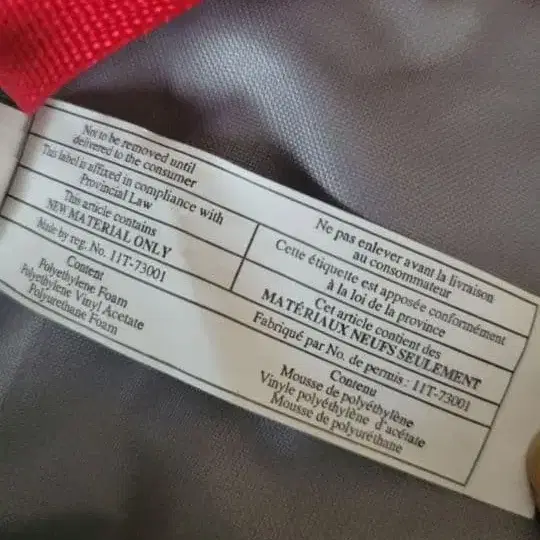 Not to be removed until
delivered to the consumer
This label is affixed in compliance with
Provincial Law
This article contains
NEW MATERIAL ONLY
Made by reg. No. 11T-73001
Content
Polyethylene Foam
Polyethylene Vinyl Acetate
Polyurethane Foam
Ne pas enlever avant la livraison
au consommateur
Cette étiquette est apposée conformément
à la loi de la province
Cet article contient des
MATÉRIAUX NEUFS SEULEMENT
Fabriqué par No. de permis : 11T-73001
Contenu
Mousse de polyéthylène
Vinyle polyéthylène d'acétate
Mousse de polyuréthane